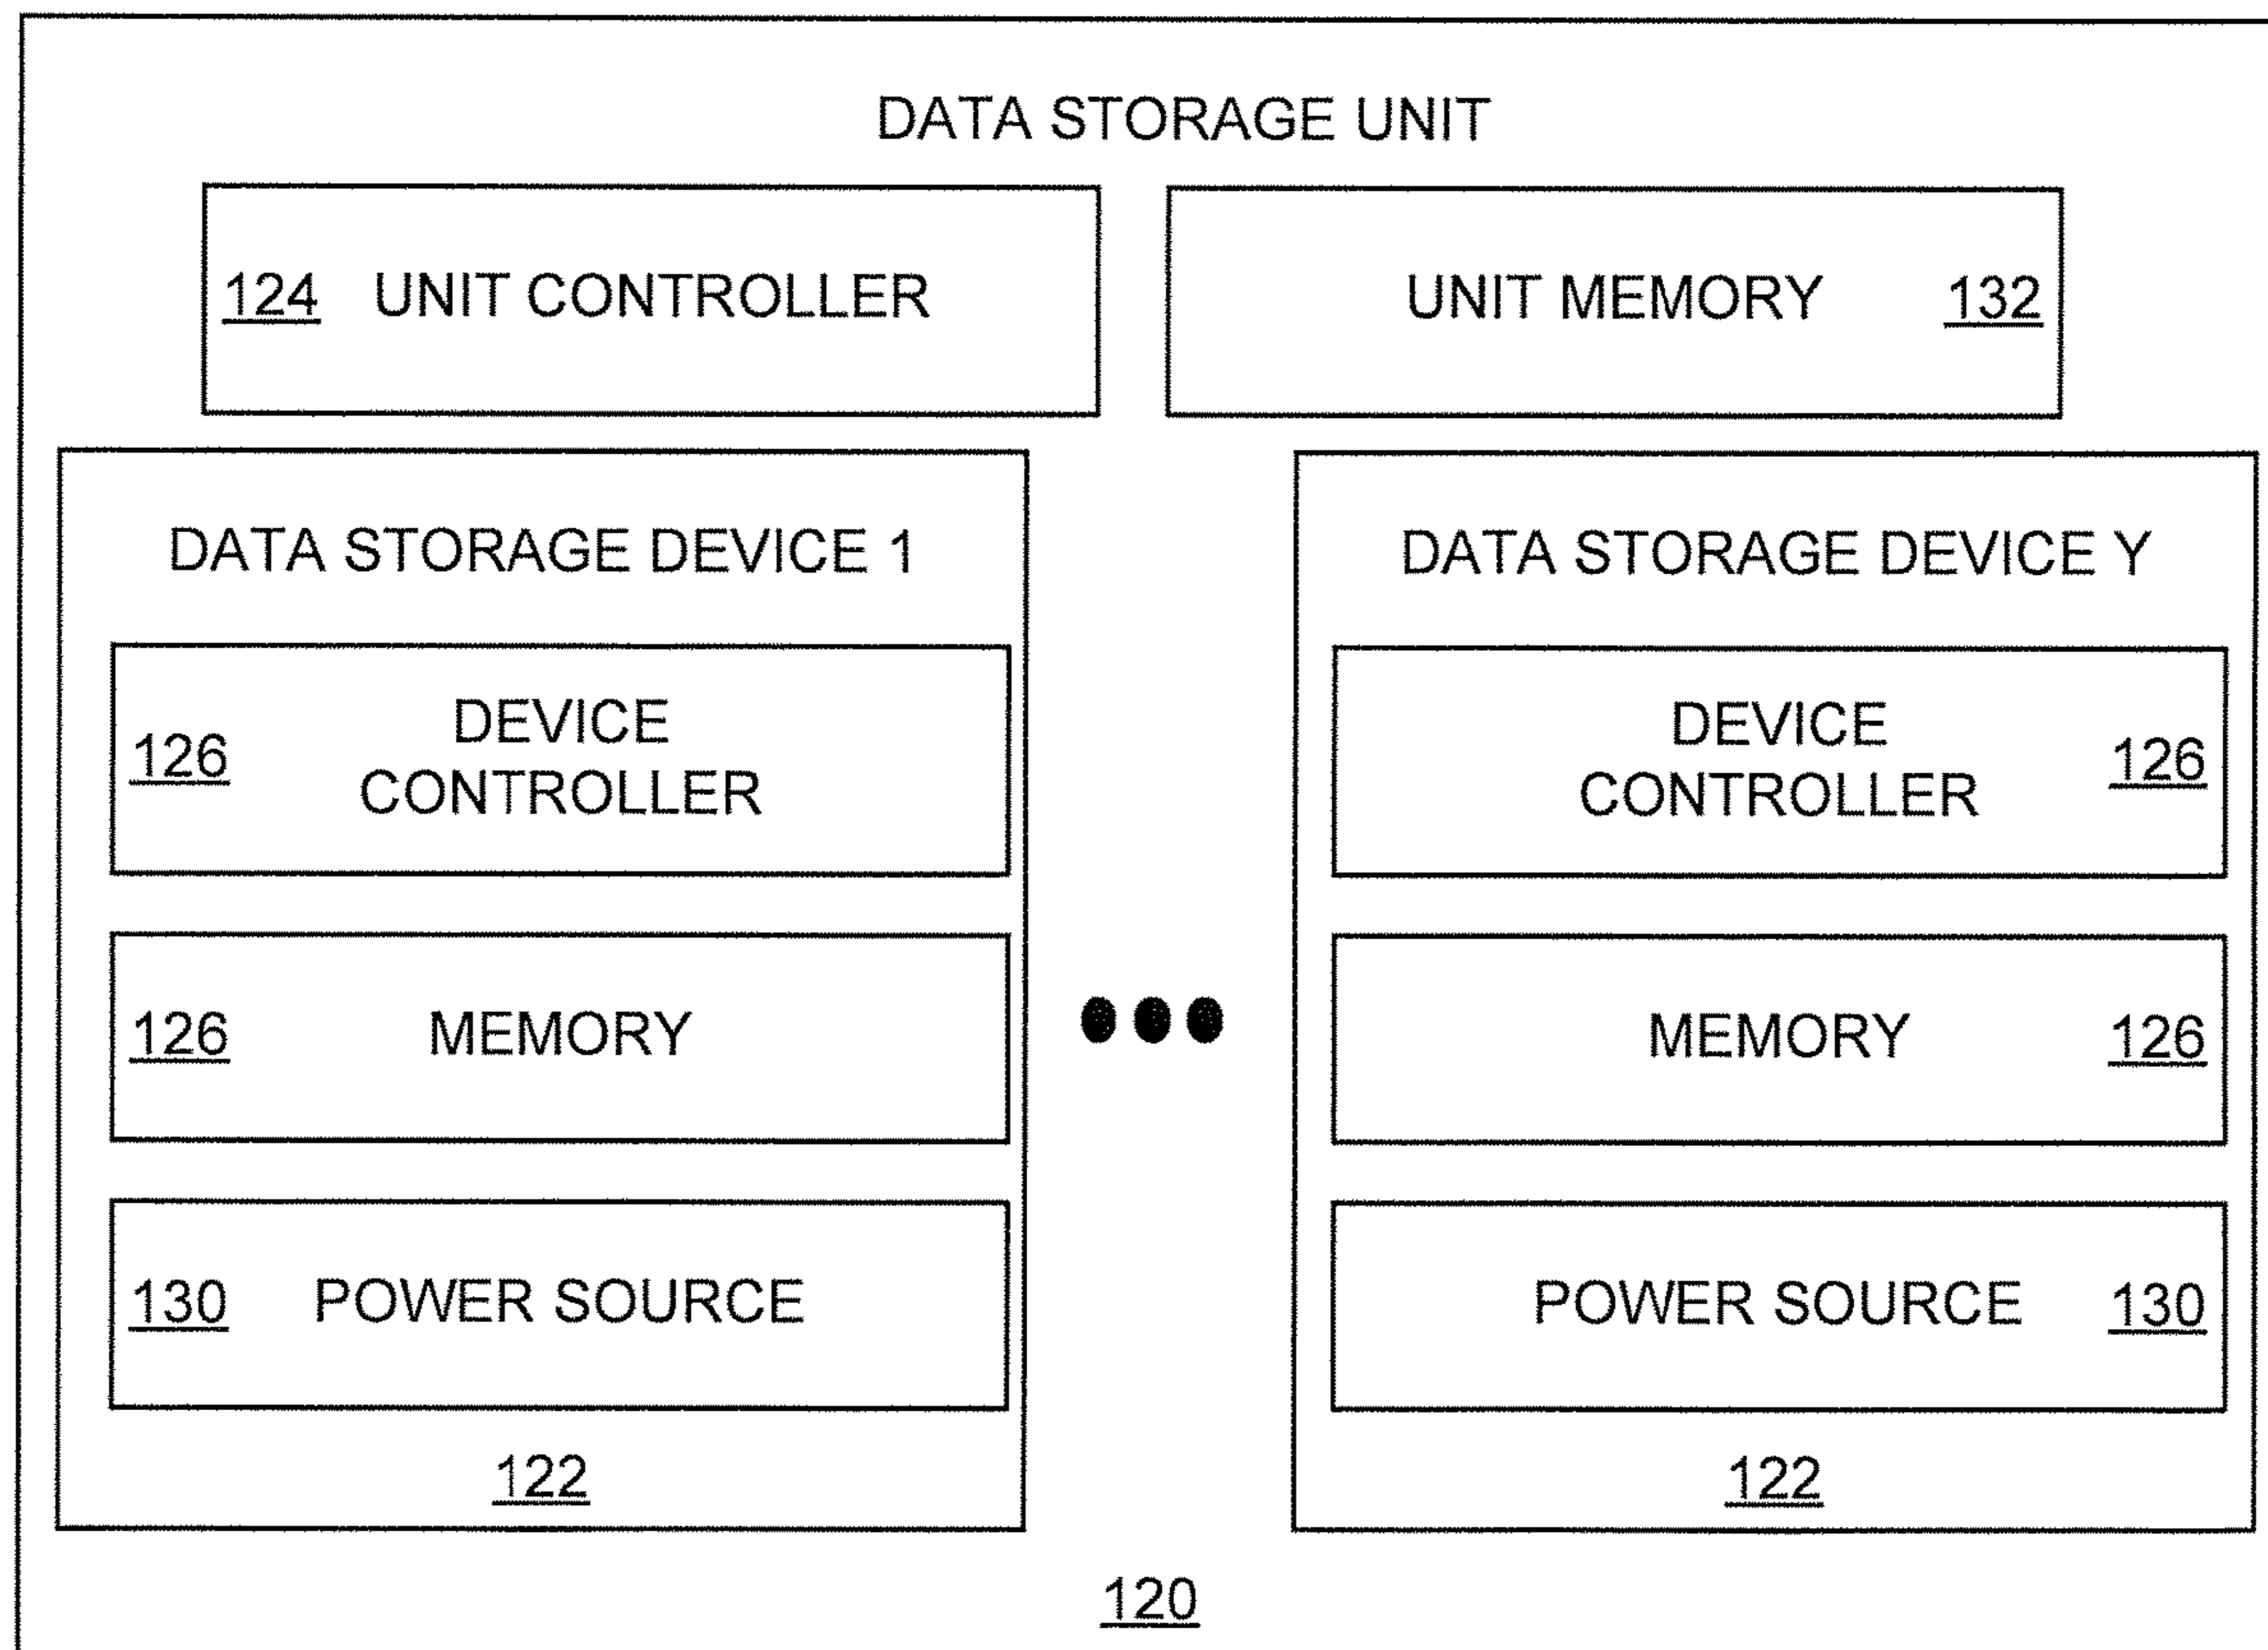 DATA STORAGE UNIT
124 UNIT CONTROLLER
UNIT MEMORY 132
DATA STORAGE DEVICE 1
126 DEVICE
CONTROLLER
126 MEMORY
130 POWER SOURCE
122
DATA STORAGE DEVICE Y
DEVICE
CONTROLLER 126
MEMORY 126
POWER SOURCE 130
122
120